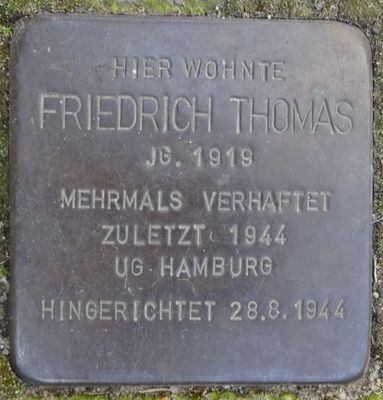 HIER WOHNTE
FRIEDRICH THOMAS
JG. 1919
MEHRMALS VERHAFTET
ZULETZT 1944
UG HAMBURG
HINGERICHTET 28.8.1944